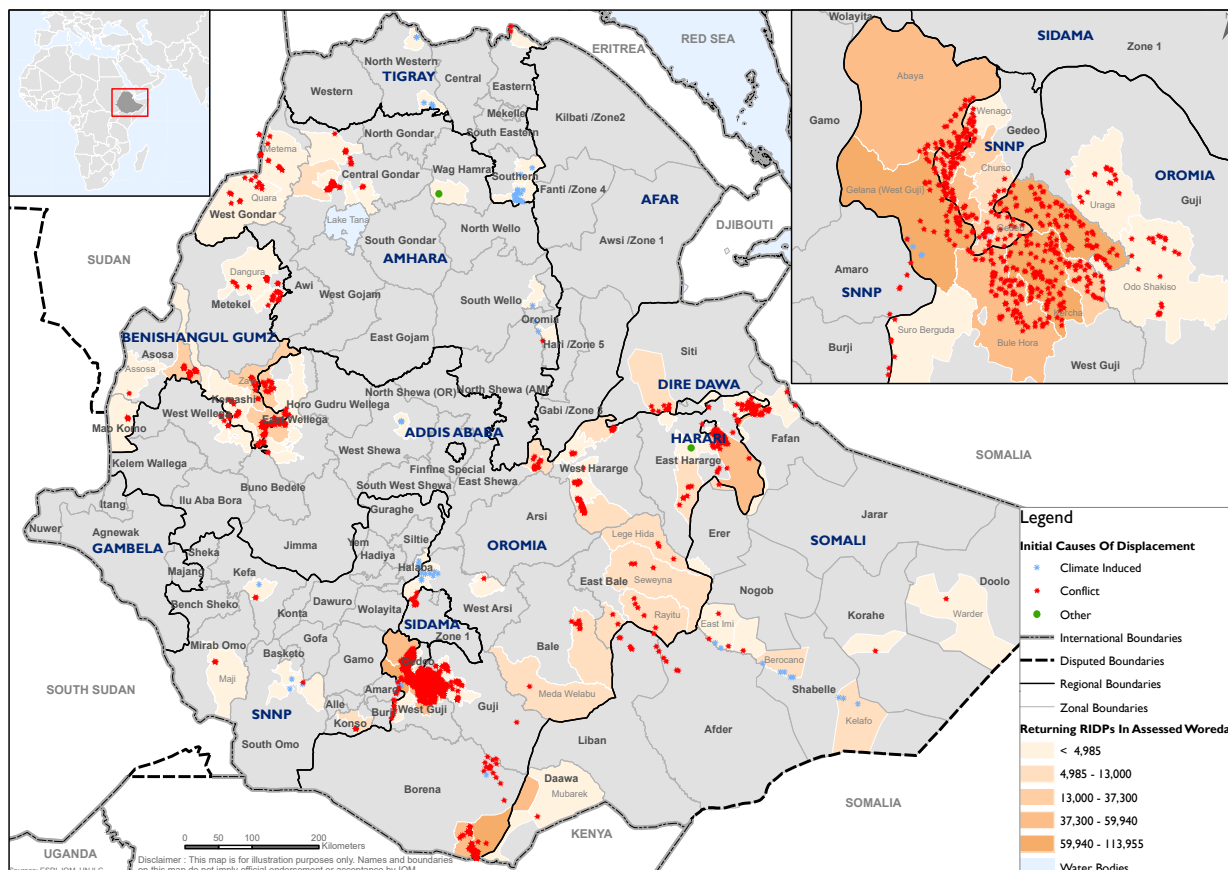 RED SEA
ERITREA
North Western
TIGRAY
Central
Western
Eastern
Mekelle
South Eastern
Kilbati /Zone2
North Gondar
Metema
Wag Hamra
Southern
Central Gondar
Fanti /Zone 4
AFAR
Quara
West Gondar
Lake Tana
North Wello
DJIBOUTI
Awsi /Zone 1
South Gondar
SUDAN
AMHARA
Dangura
Awi
Metekel
West Gojam
South Wello
Oromia
BENISHANGUL GUMZ
East Gojam
Hari /Zone 5
Asosa
Assosa
Siti
DIRE DAWA
Kamashi
North Shewa (OR)
North Shewa (AM)
Horo Gudru Wellega
West Wellega
East Wellega
Mao Komo
ADDIS ABABA
HARARI
Fafan
West Shewa
Kelem Wallega
Finfine Special
West Hararge
East Hararge
SOMALIA
South West Shewa
East Shewa
Buno Bedele
Ilu Aba Bora
Guraghe
Itang
Arsi
Jarar
Nuwer
Agnewak
Siltie
Lege Hida
Erer
GAMBELA
Sheka
Jimma
Yem
Hadiya
OROMIA
SOMALI
Majang
Kefa
Halaba
East Bale
Seweyna
Doolo
Bench Sheko
Dawuro
Nogob
Konta
Wolayita
West Arsi
Rayitu
Korahe
Warder
Gofa
SIDAMA
Zone 1
East Imi
Mirab Omo
Basketo
Gamo
Bale
Berocano
Maji
Meda Welabu
Shabelle
SOUTH SUDAN
Amaro
Alle
Guji
SNNP
Konso
Burji
West Guji
Kelafo
Afder
South Omo
Liban
Borena
Daawa
Mubarek
SOMALIA
KENYA
UGANDA
0 50 100 200
Kilometers
Disclaimer : This map is for illustration purposes only. Names and boundaries
on this map do not imply official endorsement or acceptance by IOM.
Wolayita
SIDAMA
Zone 1
Abaya
Wenago
Gamo
Gedeo
SNNP
OROMIA
Churso
Gelana (West Guji)
Guji
Uraga
Gedeb
Amaro
SNNP
Odo Shakiso
Kercha
Suro Berguda
Burji
Bule Hora
West Guji
Legend
Initial Causes Of Displacement
Climate Induced
Conflict
Other
International Boundaries
Disputed Boundaries
Regional Boundaries
Zonal Boundaries
Returning RIDPs In Assessed Woreda
< 4,985
4,985 - 13,000
13,000 - 37,300
37,300 - 59,940
59,940 - 113,955
Water Bodies